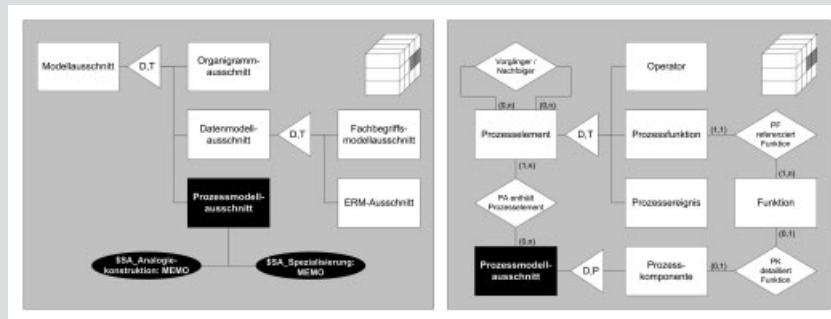 Modellausschnitt
D,T
Organigramm-
ausschnitt
Datenmodell-
ausschnitt
D,T
Fachbegriffs-
modellausschnitt
Prozessmodell-
ausschnitt
ERM-Ausschnitt
$SA_Analogie-
konstruktion: MEMO
$SA_Spezialisierung:
MEMO
Vorgänger /
Nachfolger
(0,n)
(0,n)
Operator
Prozesselement
D,T
Prozessfunktion
(1,1)
PF
referenziert
Funktion
(1,n)
(1,n)
PA enthält
Prozesselement
Prozessereignis
Funktion
(0,n)
(0,1)
Prozessmodell-
ausschnitt
D,P
Prozess-
komponente
(0,1)
PK
detailliert
Funktion